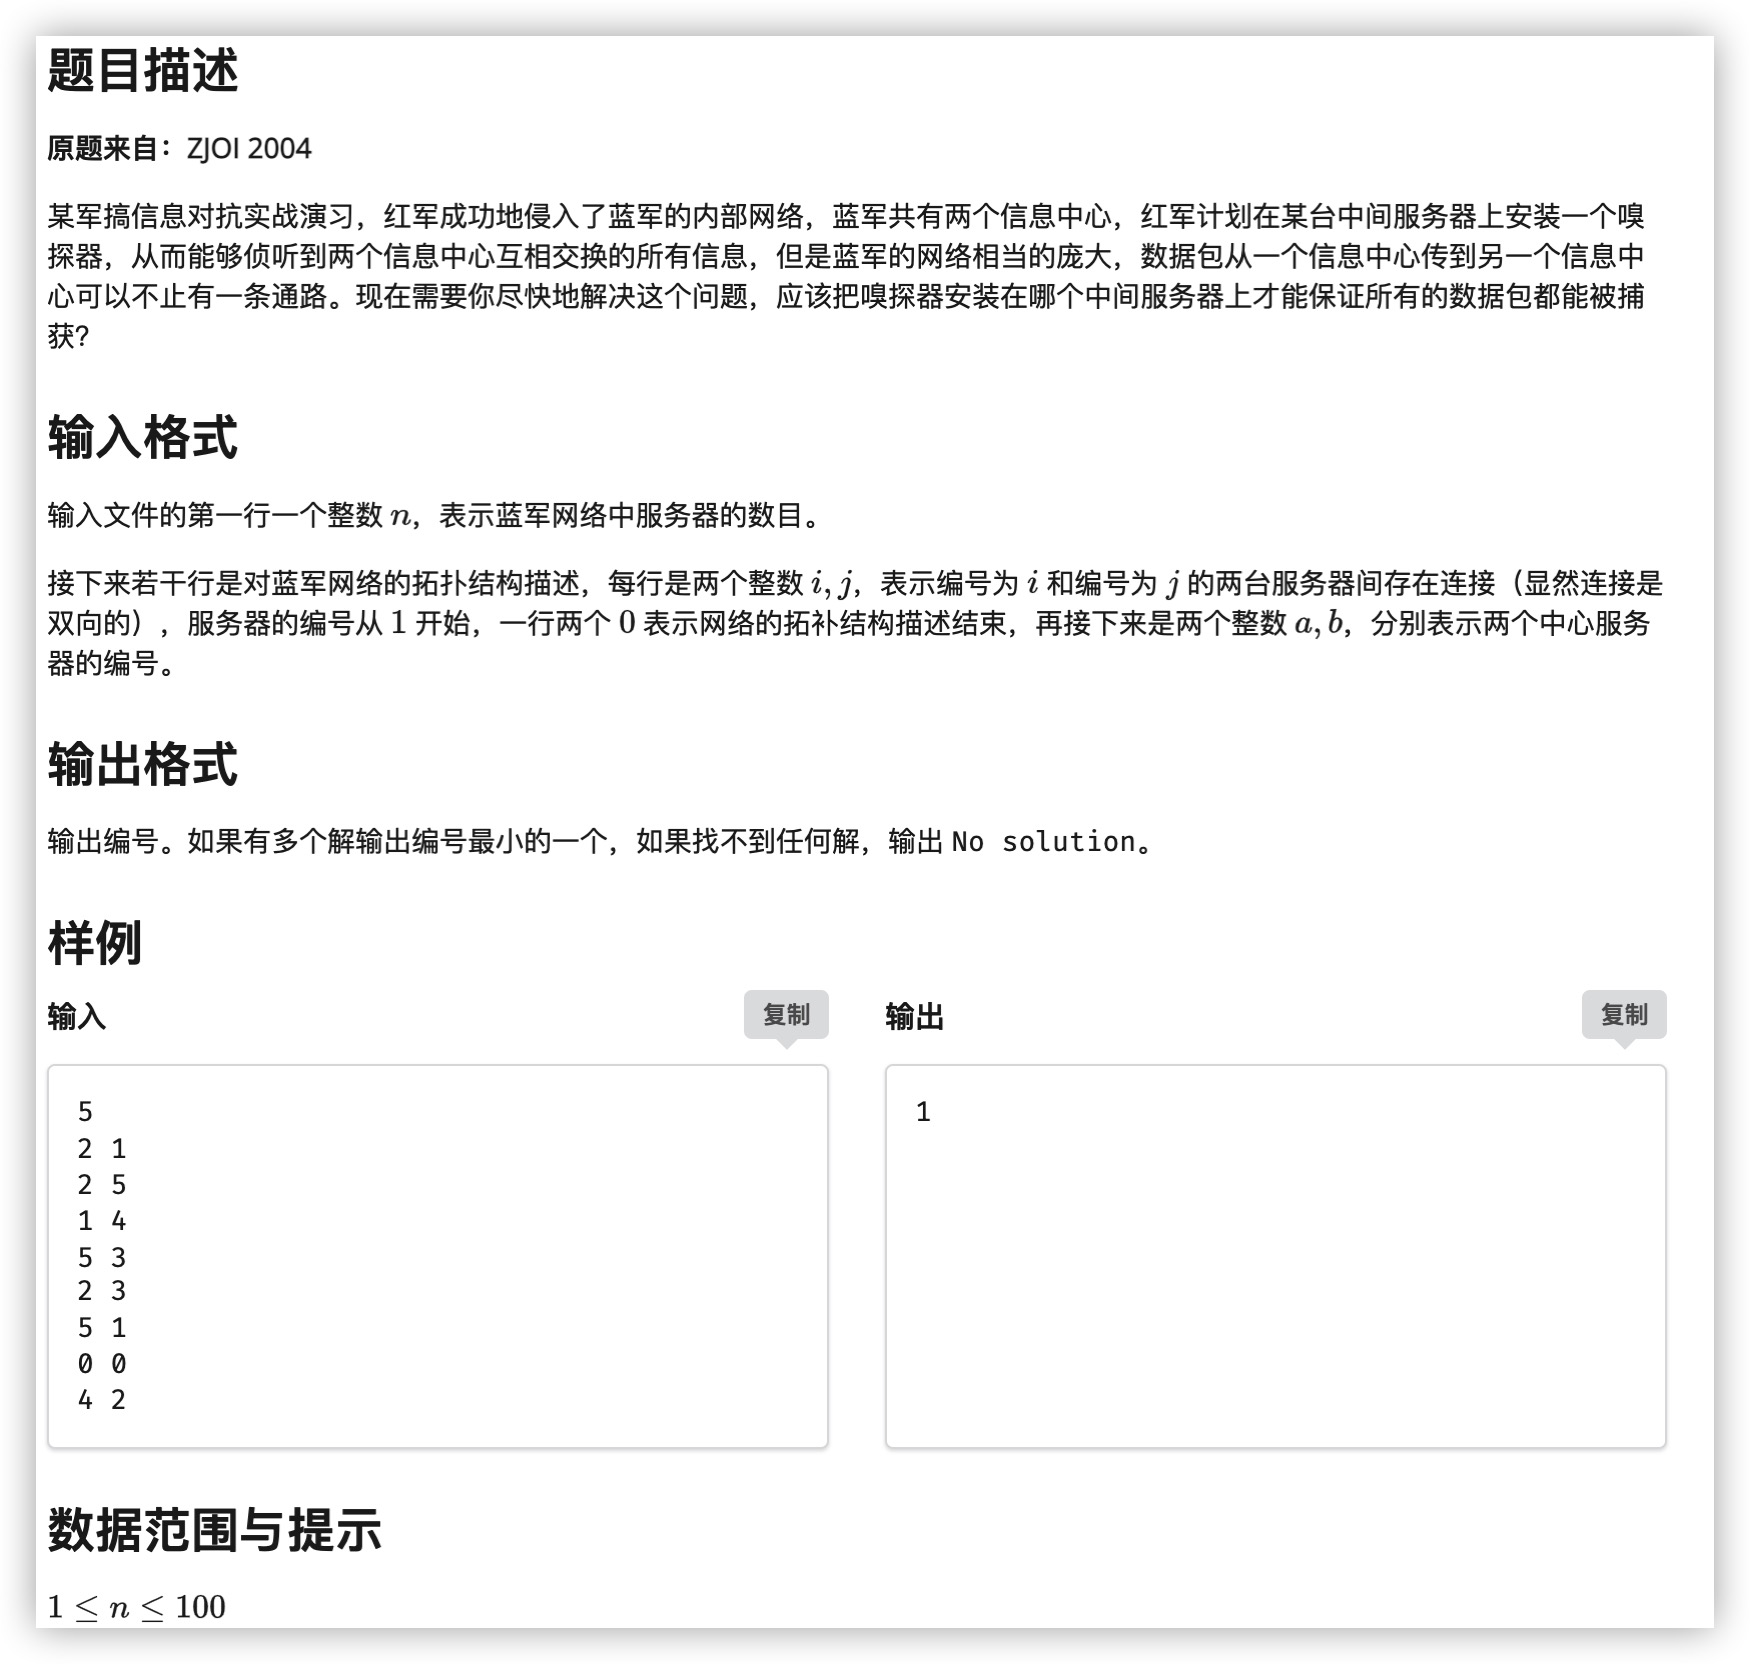 题目描述
原题来自：ZJOI 2004
某军搞信息对抗实战演习，红军成功地侵入了蓝军的内部网络，蓝军共有两个信息中心，红军计划在某台中间服务器上安装一个嗅
探器，从而能够侦听到两个信息中心互相交换的所有信息，但是蓝军的网络相当的庞大，数据包从一个信息中心传到另一个信息中
心可以不止有一条通路。现在需要你尽快地解决这个问题，应该把嗅探器安装在哪个中间服务器上才能保证所有的数据包都能被捕
获？
输入格式
输入文件的第一行一个整数 n，表示蓝军网络中服务器的数目。
接下来若干行是对蓝军网络的拓扑结构描述，每行是两个整数 i, j，表示编号为 i 和编号为 j 的两台服务器间存在连接（显然连接是
双向的），服务器的编号从 1 开始，一行两个 0 表示网络的拓补结构描述结束，再接下来是两个整数 a, b，分别表示两个中心服务
器的编号。
输出格式
输出编号。如果有多个解输出编号最小的一个，如果找不到任何解，输出 No solution。
样例
输入 复制 输出 复制
5 1
2 1
2 5
1 4
5 3
2 3
5 1
0 0
4 2
数据范围与提示
1 ≤ n ≤ 100